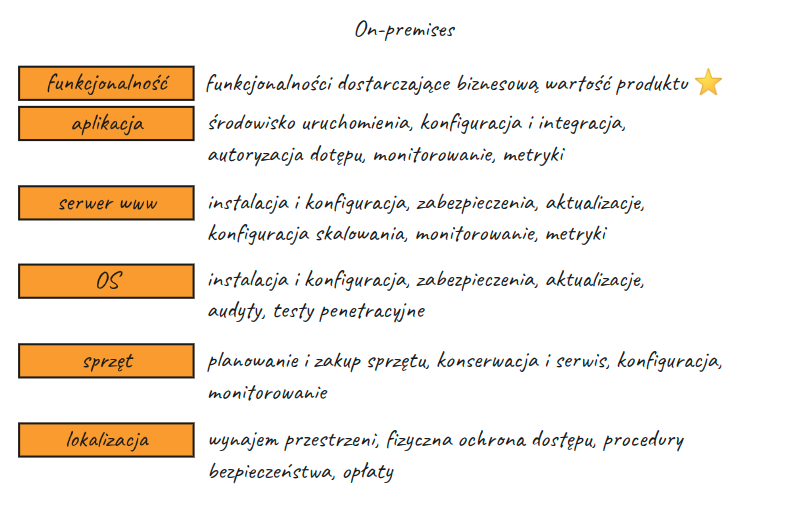 On-premises
funkcjonalność
funkcjonalności dostarczające biznesową wartość produktu
aplikacja
środowisko uruchomienia, konfiguracja i integracja,
autoryzacja dotępu, monitorowanie, metryki
serwer www
instalacja i konfiguracja, zabezpieczenia, aktualizacje,
konfiguracja skalowania, monitorowanie, metryki
OS
instalacja i konfiguracja, zabezpieczenia, aktualizacje,
audyty, testy penetracyjne
sprzęt
planowanie i zakup sprzętu, konserwacja i serwis, konfiguracja,
monitorowanie
lokalizacja
wynajem przestrzeni, fizyczna ochrona dostępu, procedury
bezpieczeństwa, opłaty